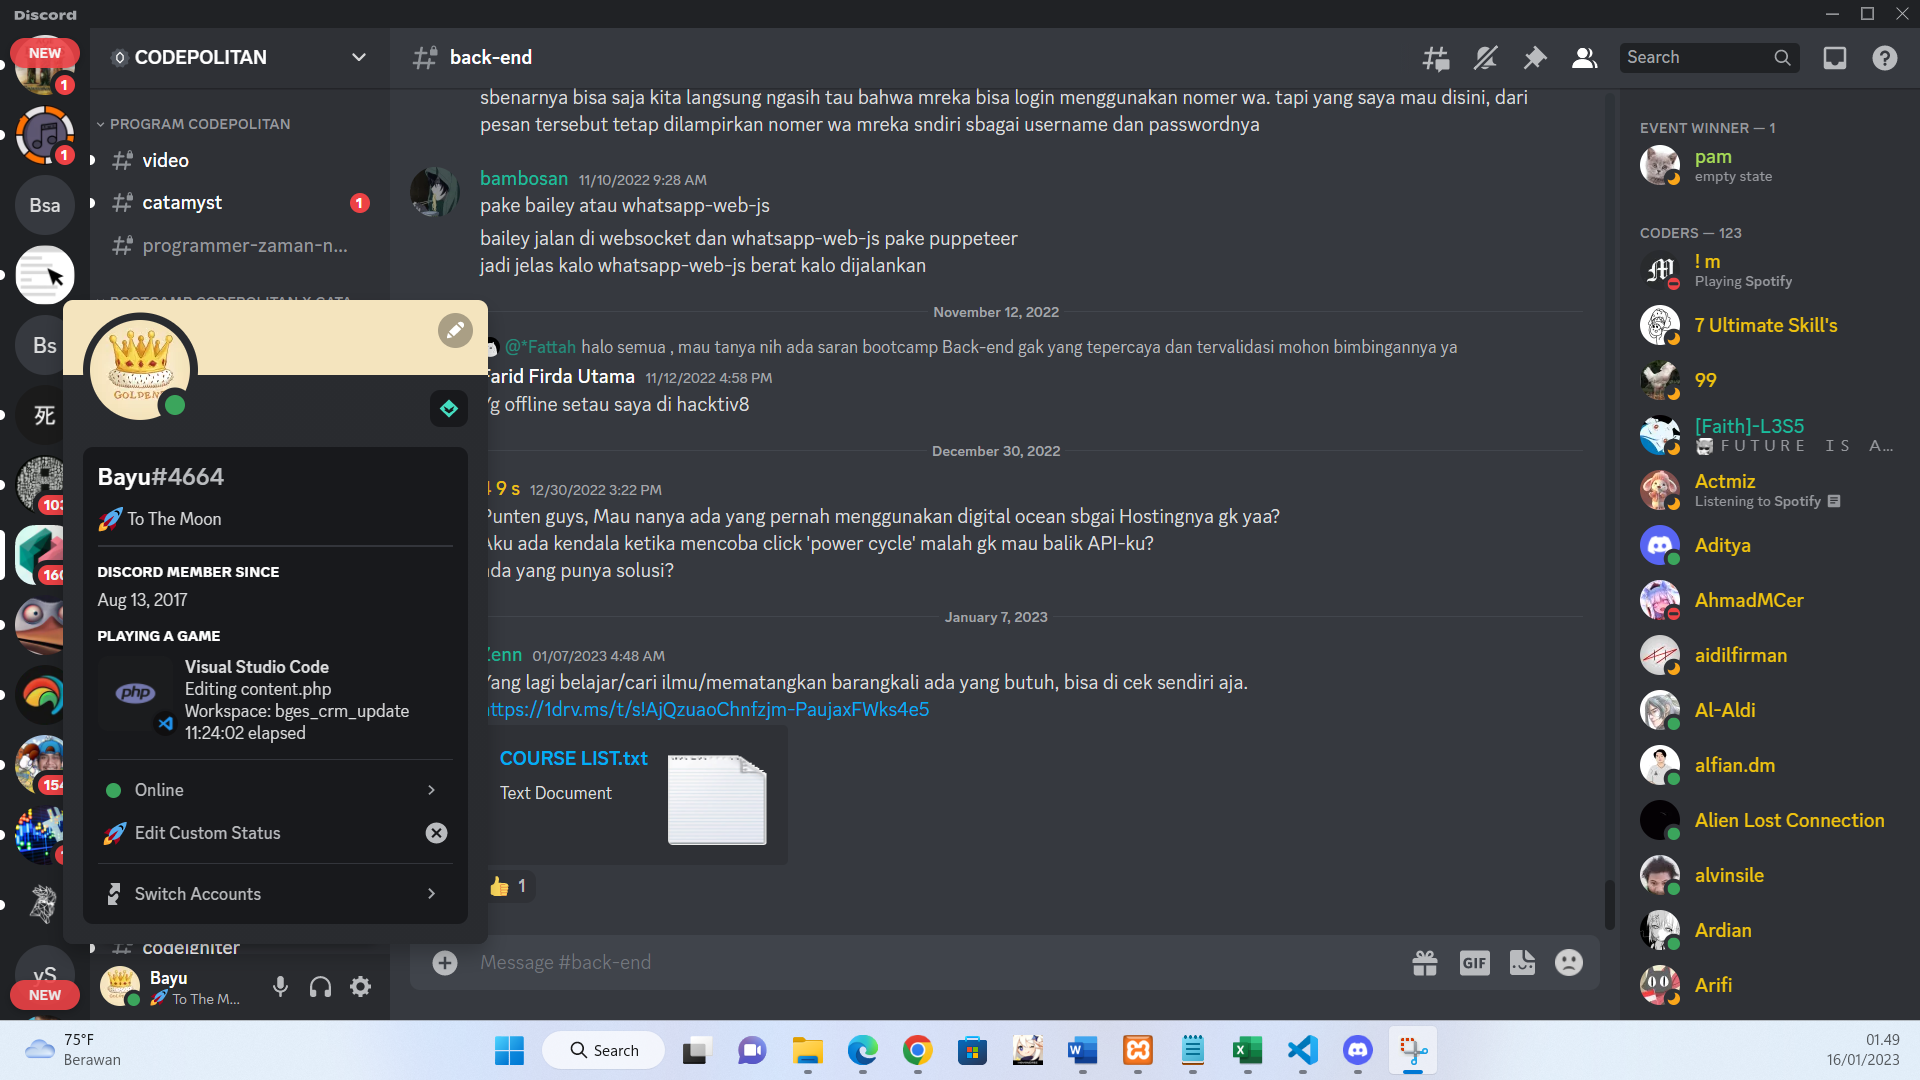 Discord
NEW
1
1
Bsa
Bs
死
103
160
154
vS
NEW
CODEPOLITAN
PROGRAM CODEPOLITAN
video
catamyst
1
programmer-zaman-n...
codeigniter
back-end
Search
sbenarnya bisa saja kita langsung ngasih tau bahwa mreka bisa login menggunakan nomer wa. tapi yang saya mau disini, dari
pesan tersebut tetap dilampirkan nomer wa mreka sndiri sbagai username dan passwordnya
bambosan 11/10/2022 9:28 AM
pake bailey atau whatsapp-web-js
bailey jalan di websocket dan whatsapp-web-js pake puppeteer
jadi jelas kalo whatsapp-web-js berat kalo dijalankan
November 12, 2022
@*Fattah halo semua , mau tanya nih ada saran bootcamp Back-end gak yang tepercaya dan tervalidasi mohon bimbingannya ya
Farid Firda Utama 11/12/2022 4:58 PM
Yg offline setau saya di hacktiv8
December 30, 2022
9 s 12/30/2022 3:22 PM
Punten guys, Mau nanya ada yang pernah menggunakan digital ocean sbgai Hostingnya gk yaa?
Aku ada kendala ketika mencoba click 'power cycle' malah gk mau balik API-ku?
ada yang punya solusi?
January 7, 2023
Zenn 01/07/2023 4:48 AM
Yang lagi belajar/cari ilmu/mematangkan barangkali ada yang butuh, bisa di cek sendiri aja.
https://1drv.ms/t/s!AjQzuaoChnfzjm-PaujaxFWks4e5
COURSE LIST.txt
Text Document
1
Message #back-end
GIF
GOLDEN
Bayu#4664
To The Moon
DISCORD MEMBER SINCE
Aug 13, 2017
PLAYING A GAME
php
Visual Studio Code
Editing content.php
Workspace: bges_crm_update
11:24:02 elapsed
Online
Edit Custom Status
Switch Accounts
Bayu
To The M...
EVENT WINNER — 1
pam
empty state
CODERS — 123
! m
Playing Spotify
7 Ultimate Skill's
99
[Faith]-L3S5
FUTURE IS A...
Actmiz
Listening to Spotify
Aditya
AhmadMCer
aidilfirman
Al-Aldi
alfian.dm
Alien Lost Connection
alvinsile
Ardian
Arifi
75°F
Berawan
Search
01.49
16/01/2023